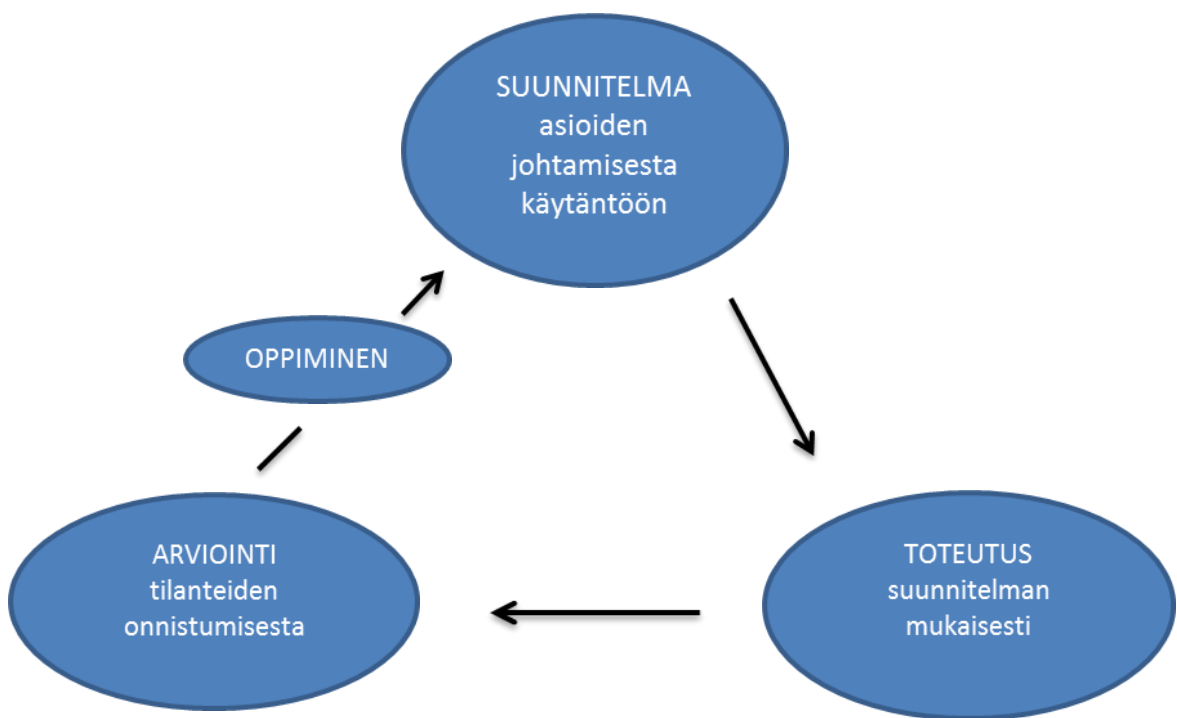 SUUNNITELMA
asioiden
johtamisesta
käytäntöön
OPPIMINEN
ARVIOINTI
tilanteiden
onnistumisesta
TOTEUTUS
suunnitelman
mukaisesti